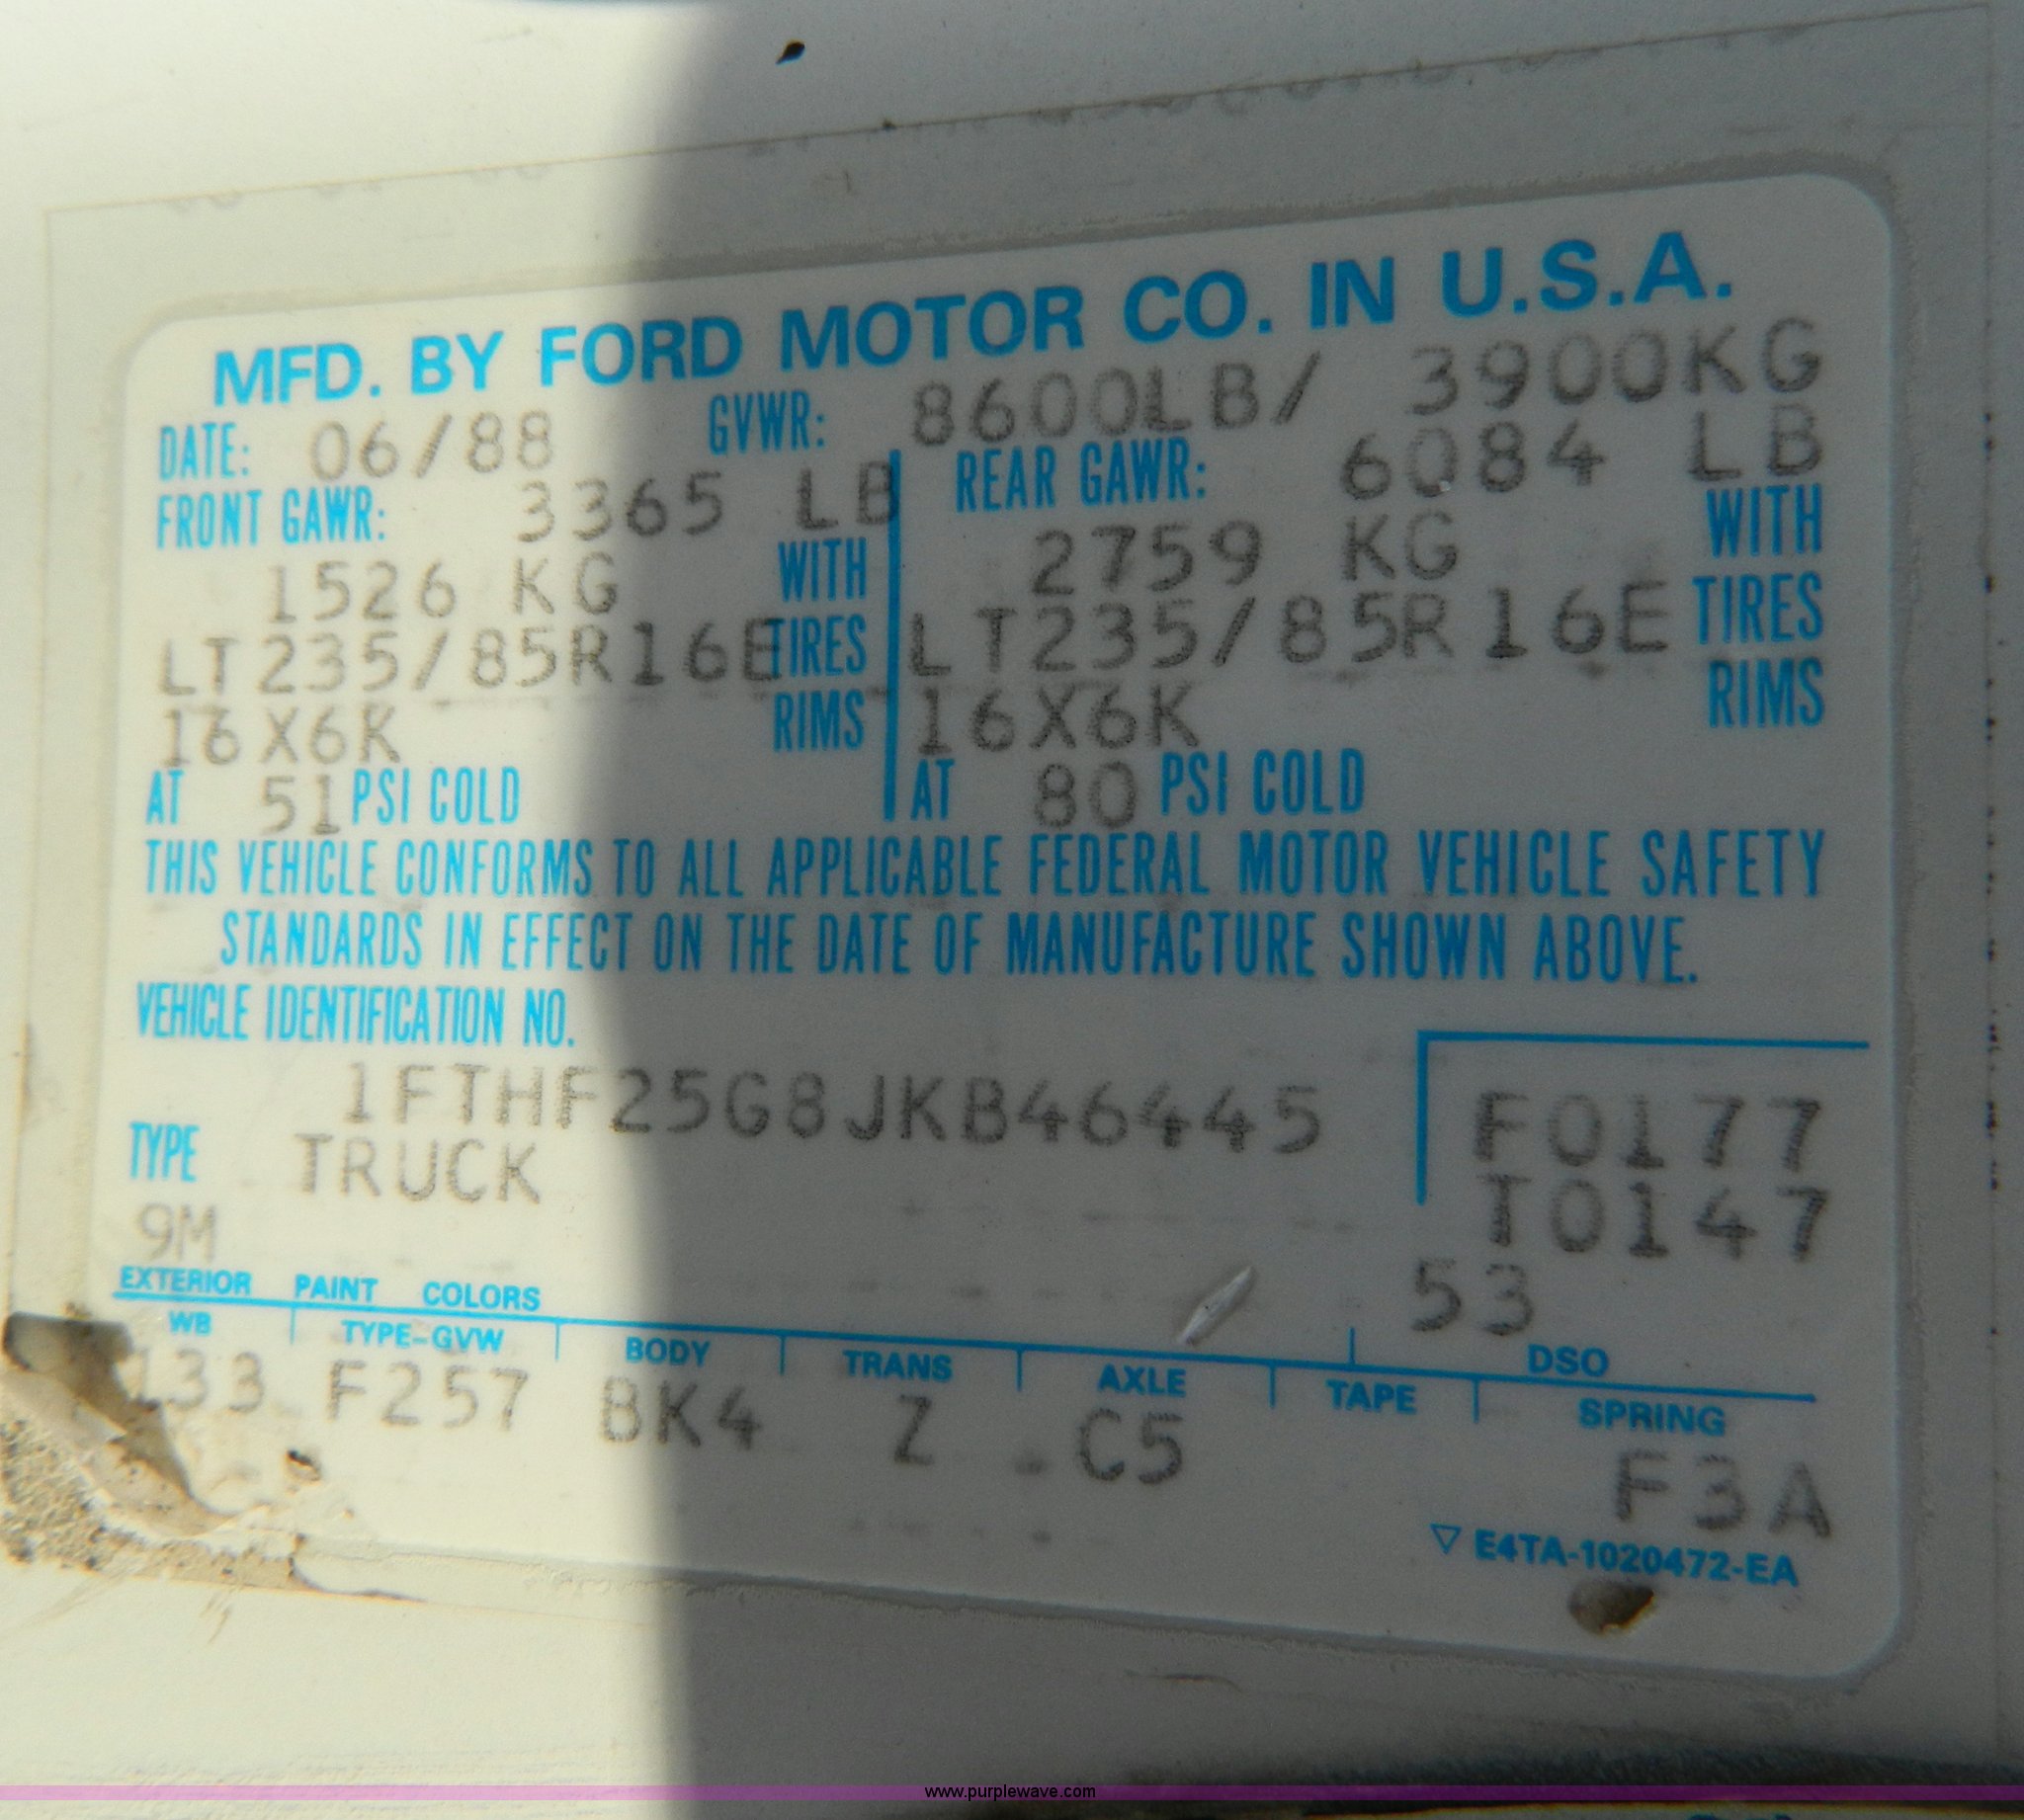 MFD. BY FORD MOTOR CO. IN U.S.A.
DATE: 06/88 GVWR: 8600LB/ 3900KG
FRONT GAWR: 3365 LB REAR GAWR: 6084 LB
1526 KG WITH 2759 KG WITH
LT235/85R16E TIRES LT235/85R16E TIRES
16X6K RIMS 16X6K RIMS
AT 51 PSI COLD AT 80 PSI COLD
THIS VEHICLE CONFORMS TO ALL APPLICABLE FEDERAL MOTOR VEHICLE SAFETY
STANDARDS IN EFFECT ON THE DATE OF MANUFACTURE SHOWN ABOVE.
VEHICLE IDENTIFICATION NO.
1FTHF25G8JKB46445 F0177
TYPE TRUCK T0147
9M 53
EXTERIOR PAINT COLORS DSO
WB TYPE-GVW BODY TRANS AXLE TAPE SPRING
133 F257 BK4 Z C5 F3A
▽ E4TA-1020472-EA
www.purplewave.com